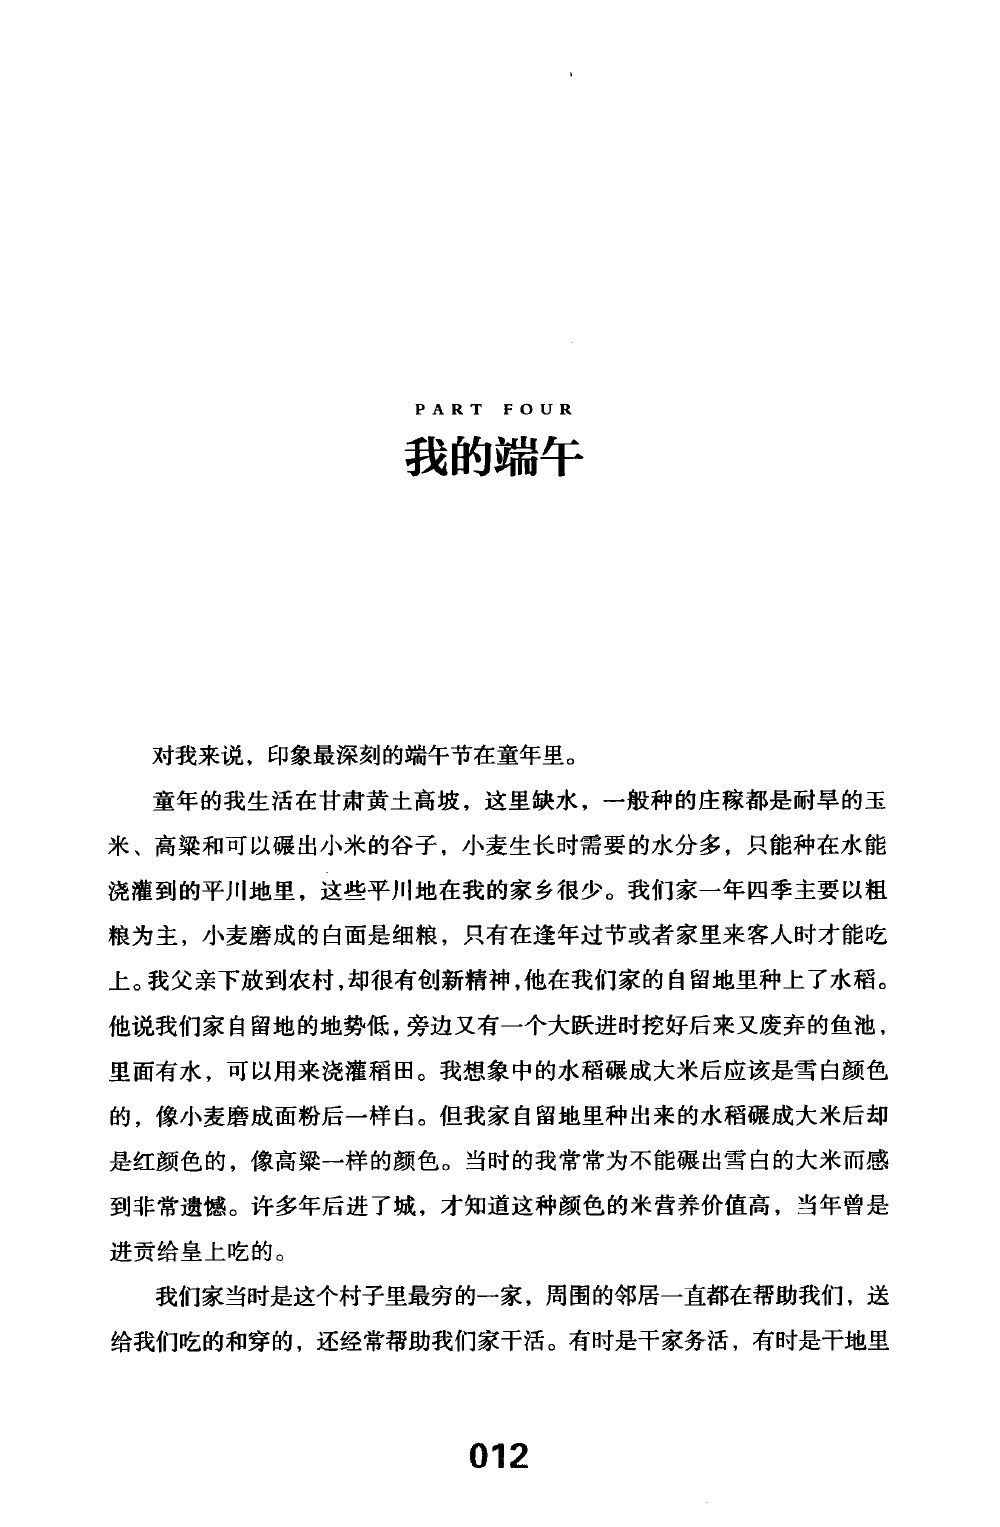 PART FOUR
我的端午
对我来说，印象最深刻的端午节在童年里。
童年的我生活在甘肃黄土高坡，这里缺水，一般种的庄稼都是耐旱的玉
米、高粱和可以碾出小米的谷子，小麦生长时需要的水分多，只能种在水能
浇灌到的平川地里，这些平川地在我的家乡很少。我们家一年四季主要以粗
粮为主，小麦磨成的白面是细粮，只有在逢年过节或者家里来客人时才能吃
上。我父亲下放到农村，却很有创新精神，他在我们家的自留地里种上了水稻。
他说我们家自留地的地势低，旁边又有一个大跃进时挖好后来又废弃的鱼池，
里面有水，可以用来浇灌稻田。我想象中的水稻碾成大米后应该是雪白颜色
的，像小麦磨成面粉后一样白。但我家自留地里种出来的水稻碾成大米后却
是红颜色的，像高粱一样的颜色。当时的我常常为不能碾出雪白的大米而感
到非常遗憾。许多年后进了城，才知道这种颜色的米营养价值高，当年曾是
进贡给皇上吃的。
我们家当时是这个村子里最穷的一家，周围的邻居一直都在帮助我们，送
给我们吃的和穿的，还经常帮助我们家干活。有时是干家务活，有时是干地里
012